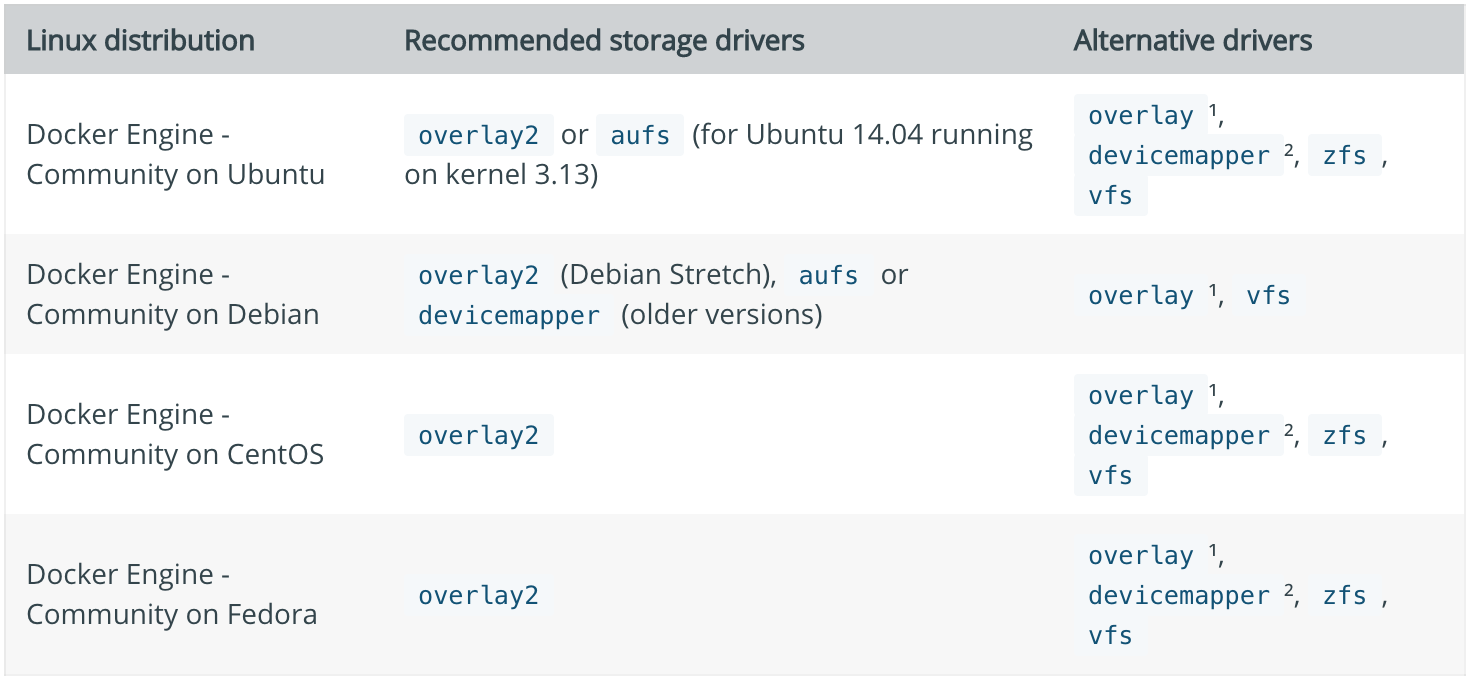 Linux distribution Recommended storage drivers Alternative drivers
Docker Engine -
Community on Ubuntu
overlay2 or aufs (for Ubuntu 14.04 running
on kernel 3.13)
overlay ¹,
devicemapper ², zfs ,
vfs
Docker Engine -
Community on Debian
overlay2 (Debian Stretch), aufs or
devicemapper (older versions)
overlay ¹, vfs
Docker Engine -
Community on CentOS
overlay2
overlay ¹,
devicemapper ², zfs ,
vfs
Docker Engine -
Community on Fedora
overlay2
overlay ¹,
devicemapper ², zfs ,
vfs